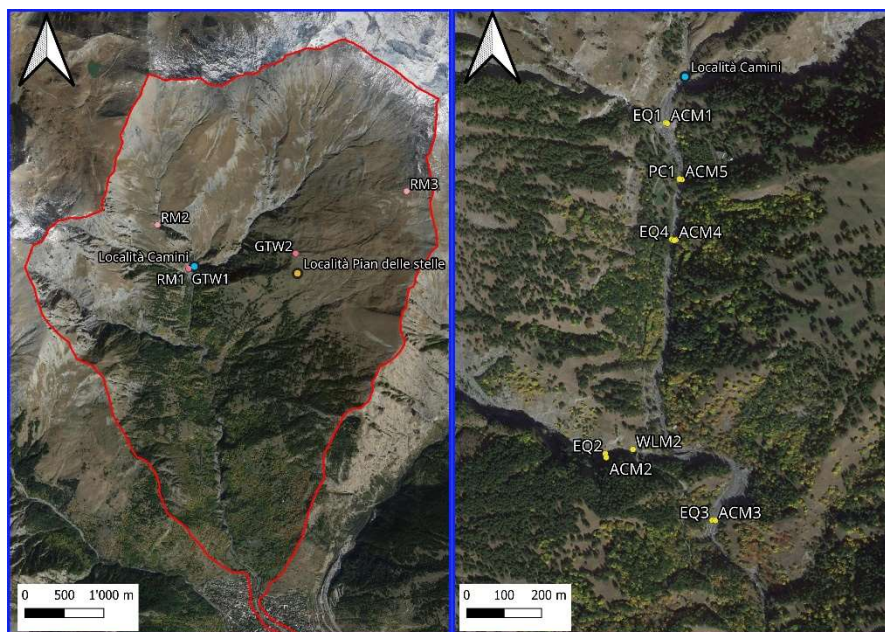 RM3
RM2
GTW2
Località Camini
Località Pian delle stelle
RM1 GTW1
0 500 1'000 m
Località Camini
EQ1 ACM1
PC1 ACM5
EQ4 ACM4
EQ2 WLM2
ACM2
EQ3 ACM3
0 100 200 m